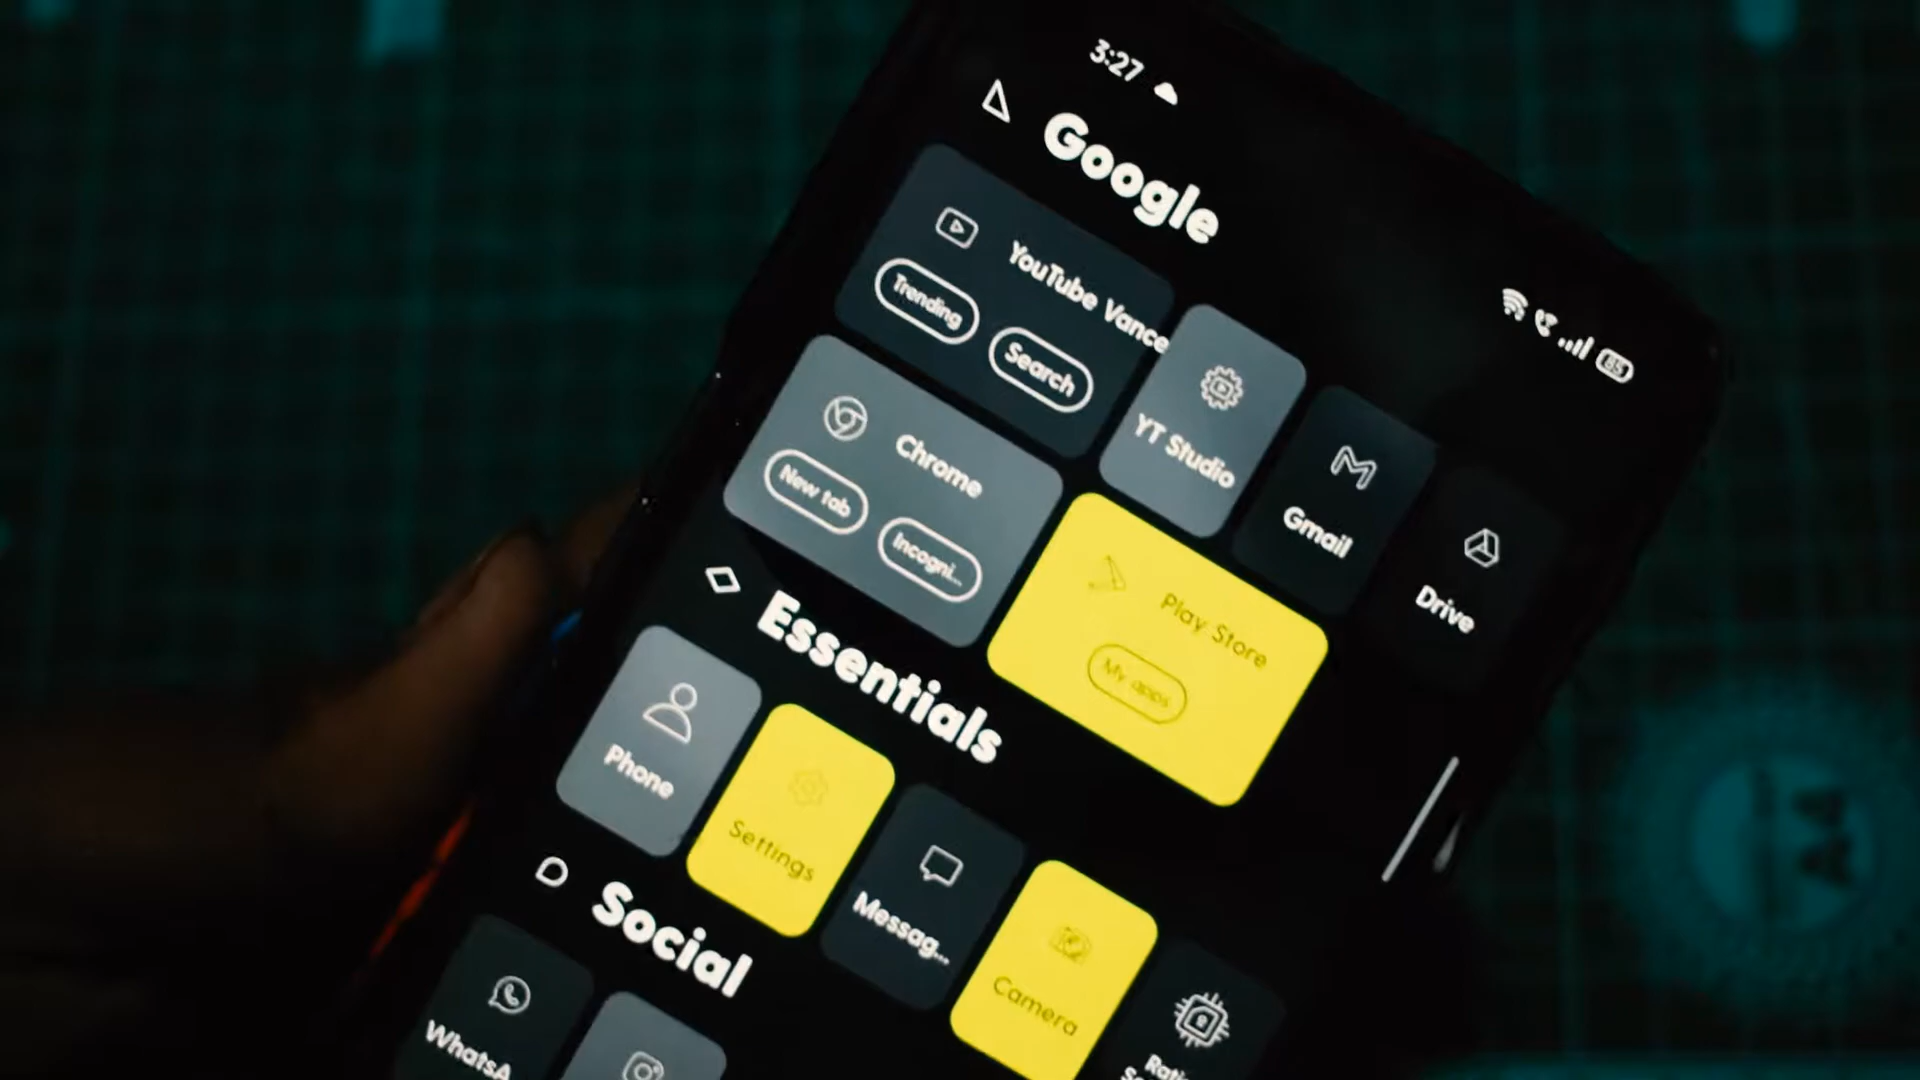 3:27
85
Google
YouTube Vance
Trending
Search
YT Studio
Gmail
Drive
Chrome
New tab
Incogni...
Play Store
My apps
Essentials
Phone
Settings
Messag...
Camera
Social
WhatsA